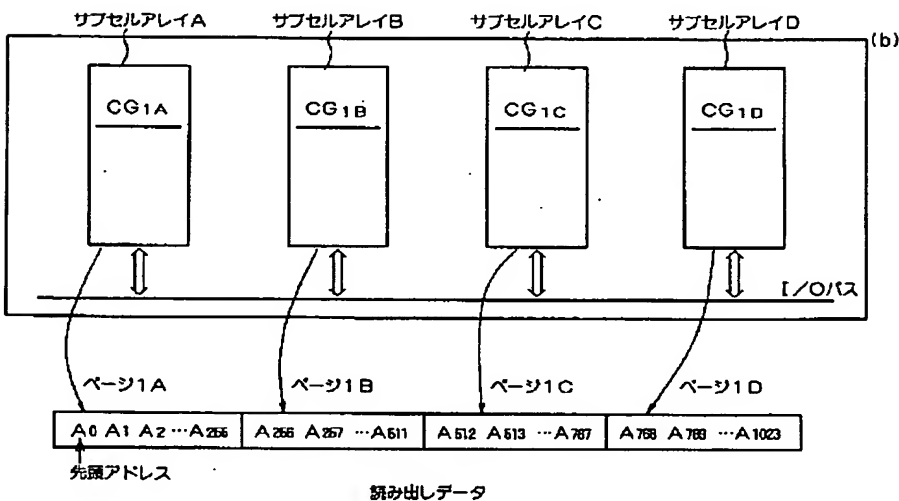 サブセルアレイA サブセルアレイB サブセルアレイC サブセルアレイD
(b)
CG1A CG1B CG1C CG1D
I/Oバス
ページ1A ページ1B ページ1C ページ1D
A0 A1 A2 …A255 A256 A257 …A511 A512 A513 …A767 A768 A769 …A1023
先頭アドレス
読み出しデータ